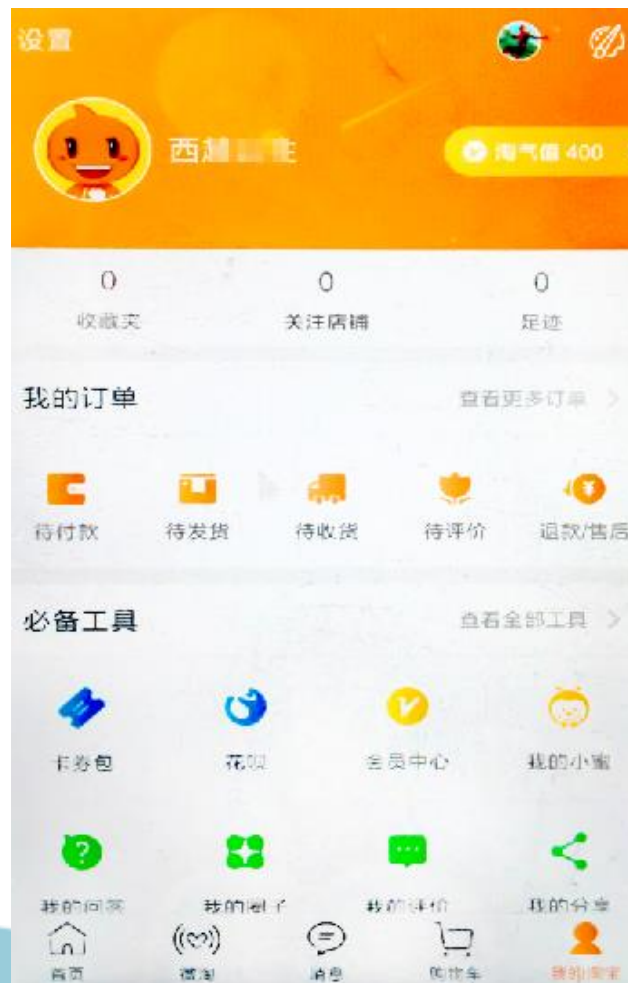 设置
西越
淘气值 400
0 0 0
收藏夹 关注店铺 足迹
我的订单 查看更多订单 >
待付款 待发货 待收货 待评价 退款/售后
必备工具 查看全部工具 >
卡券包 花呗 会员中心 我的小蜜
我的问答 我的圈子 我的评价 我的分享
首页 微淘 消息 购物车 我的淘宝